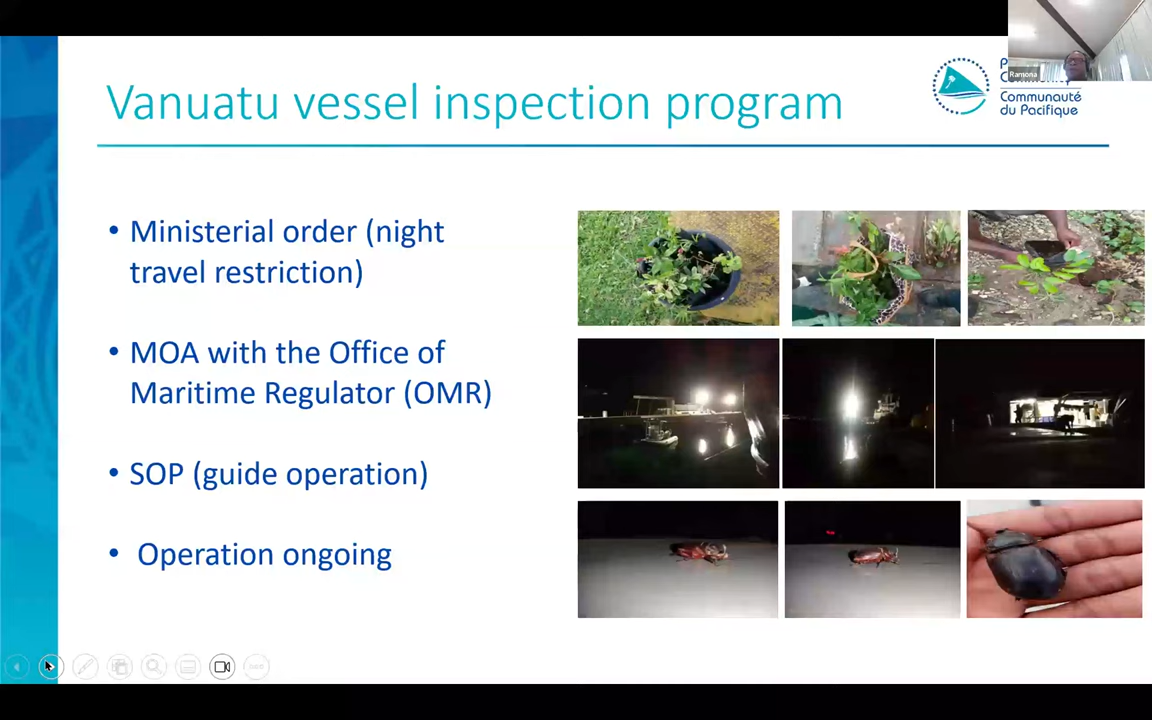 Vanuatu vessel inspection program
Ramona
Communauté
du Pacifique
• Ministerial order (night
travel restriction)
• MOA with the Office of
Maritime Regulator (OMR)
• SOP (guide operation)
• Operation ongoing